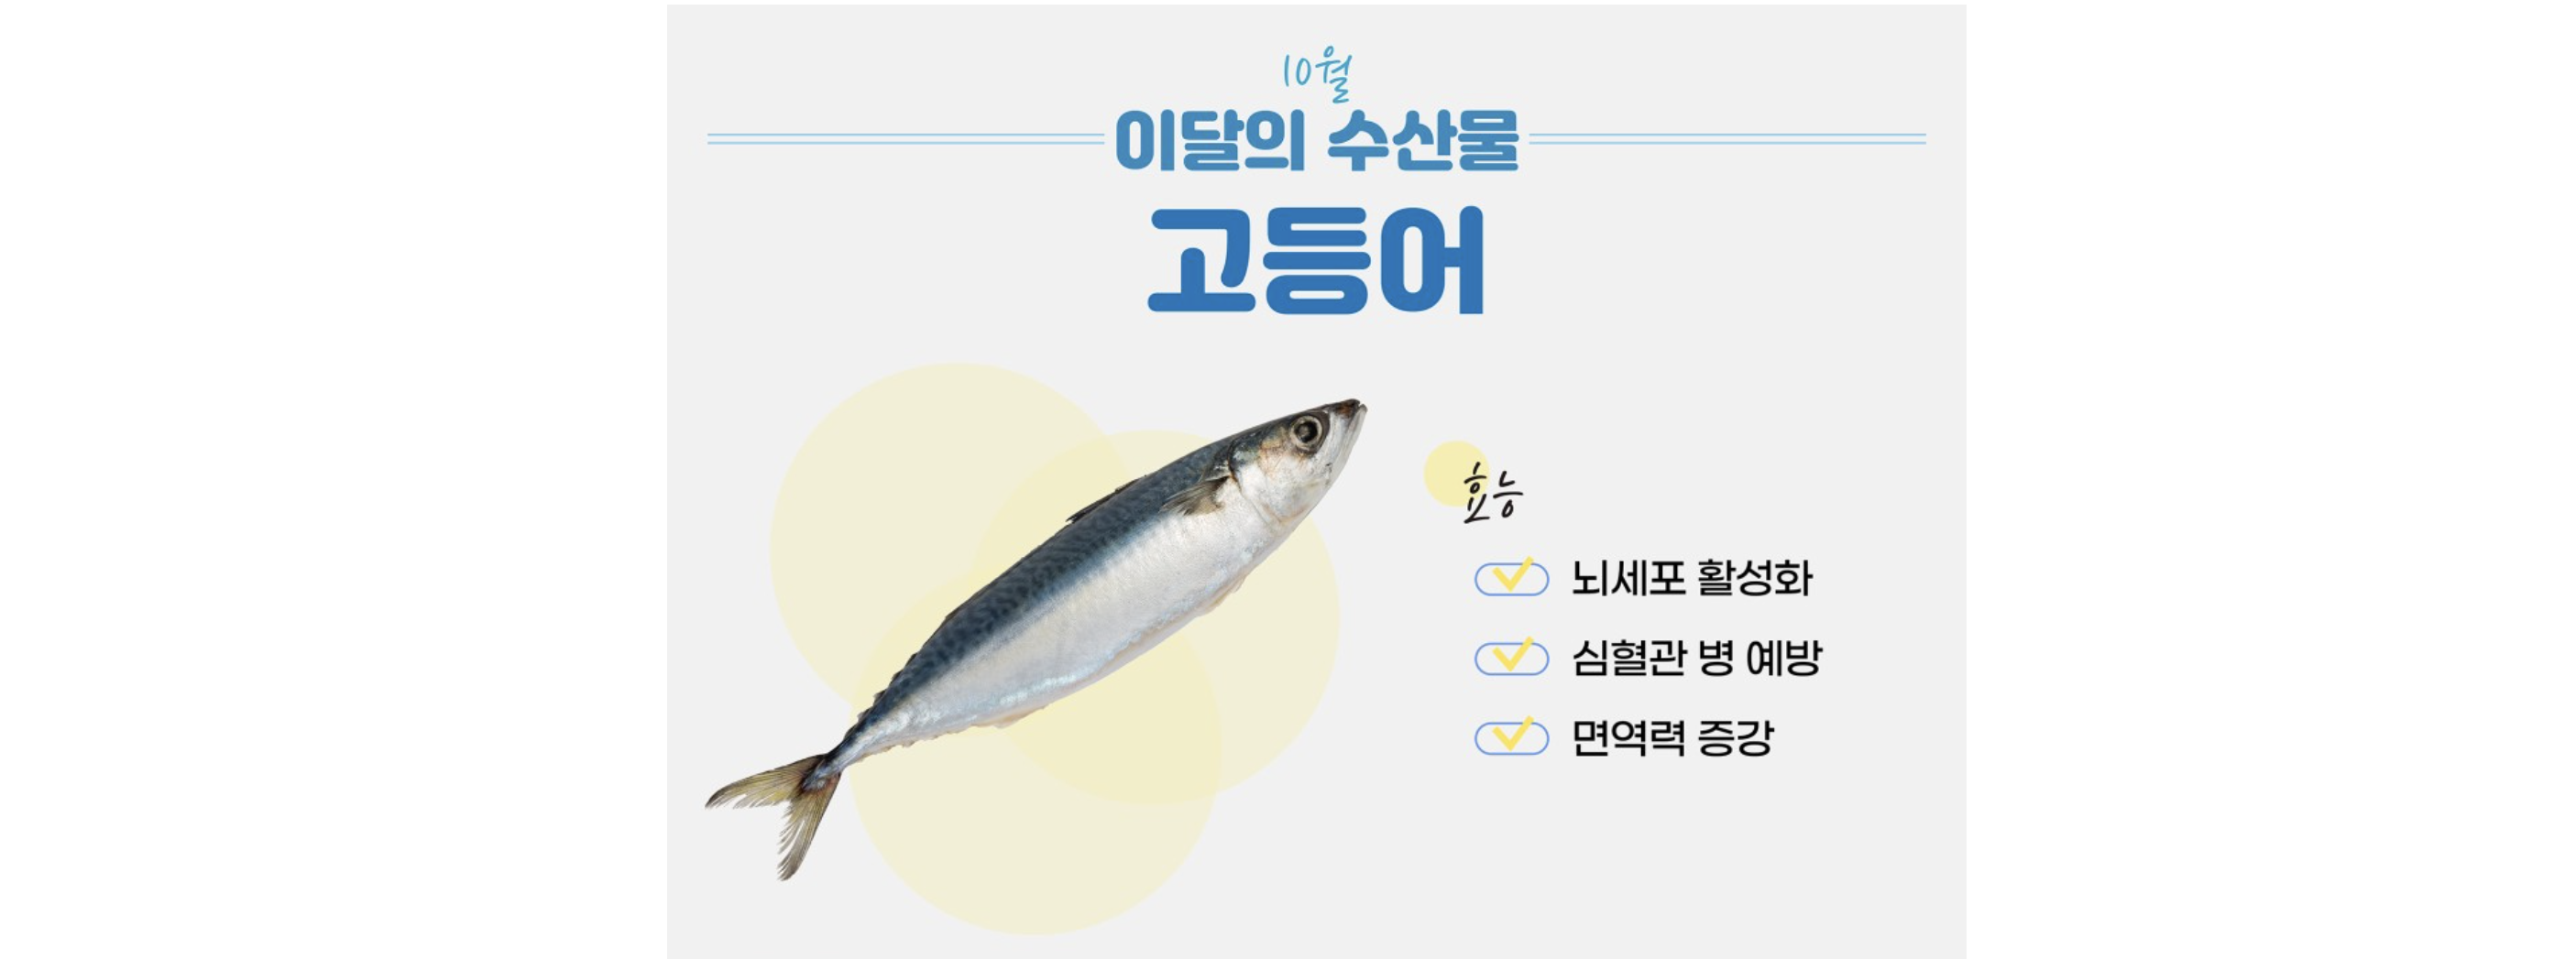 10월
이달의 수산물
고등어
효능
뇌세포 활성화
심혈관 병 예방
면역력 증강